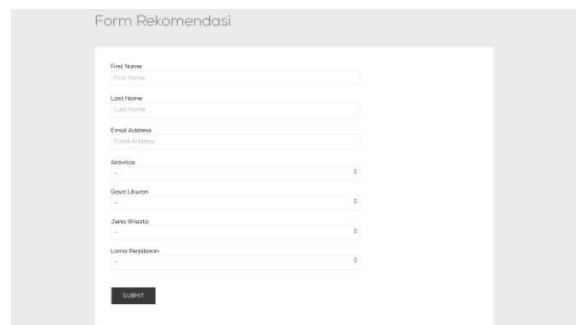 Form Rekomendasi
First Name
First Name
Last Name
Last Name
Email Address
Email Address
Aktivitas
-
Gaya Liburan
-
Jenis Wisata
-
Lama Perjalanan
-
SUBMIT